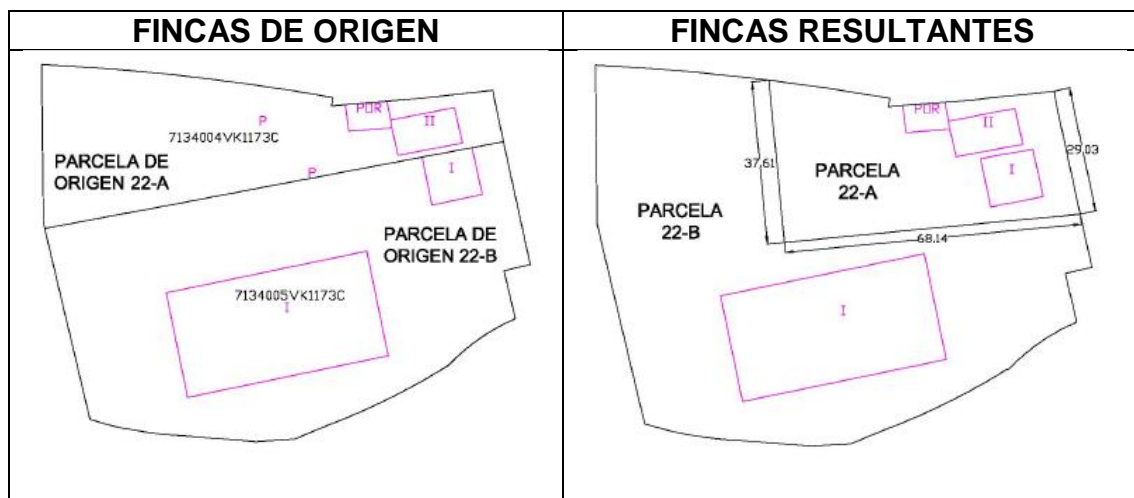 FINCAS DE ORIGEN
P
7134004VK1173C
POR
II
PARCELA DE
ORIGEN 22-A
P
I
PARCELA DE
ORIGEN 22-B
7134005VK1173C
I
FINCAS RESULTANTES
POR
II
37.61
PARCELA
22-A
I
29.03
PARCELA
22-B
68.14
I